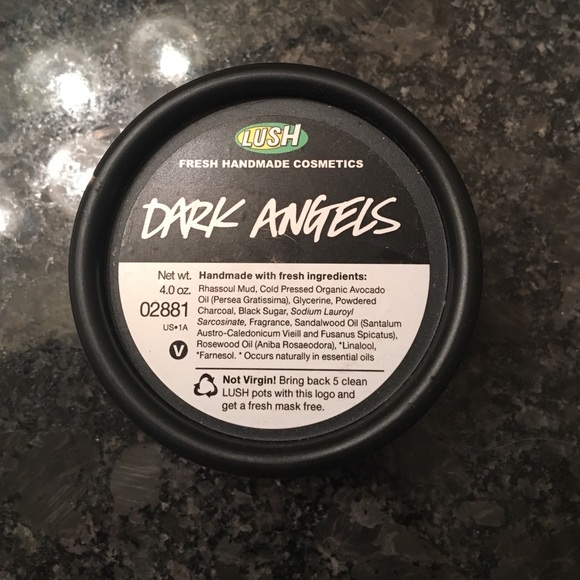 LUSH
FRESH HANDMADE COSMETICS
DARK ANGELS
Net wt.
4.0 oz.
02881
US•1A
V
Handmade with fresh ingredients:
Rhassoul Mud, Cold Pressed Organic Avocado
Oil (Persea Gratissima), Glycerine, Powdered
Charcoal, Black Sugar, Sodium Lauroyl
Sarcosinate, Fragrance, Sandalwood Oil (Santalum
Austro-Caledonicum Vieill and Fusanus Spicatus),
Rosewood Oil (Aniba Rosaeodora), *Linalool,
*Farnesol. * Occurs naturally in essential oils
Not Virgin! Bring back 5 clean
LUSH pots with this logo and
get a fresh mask free.